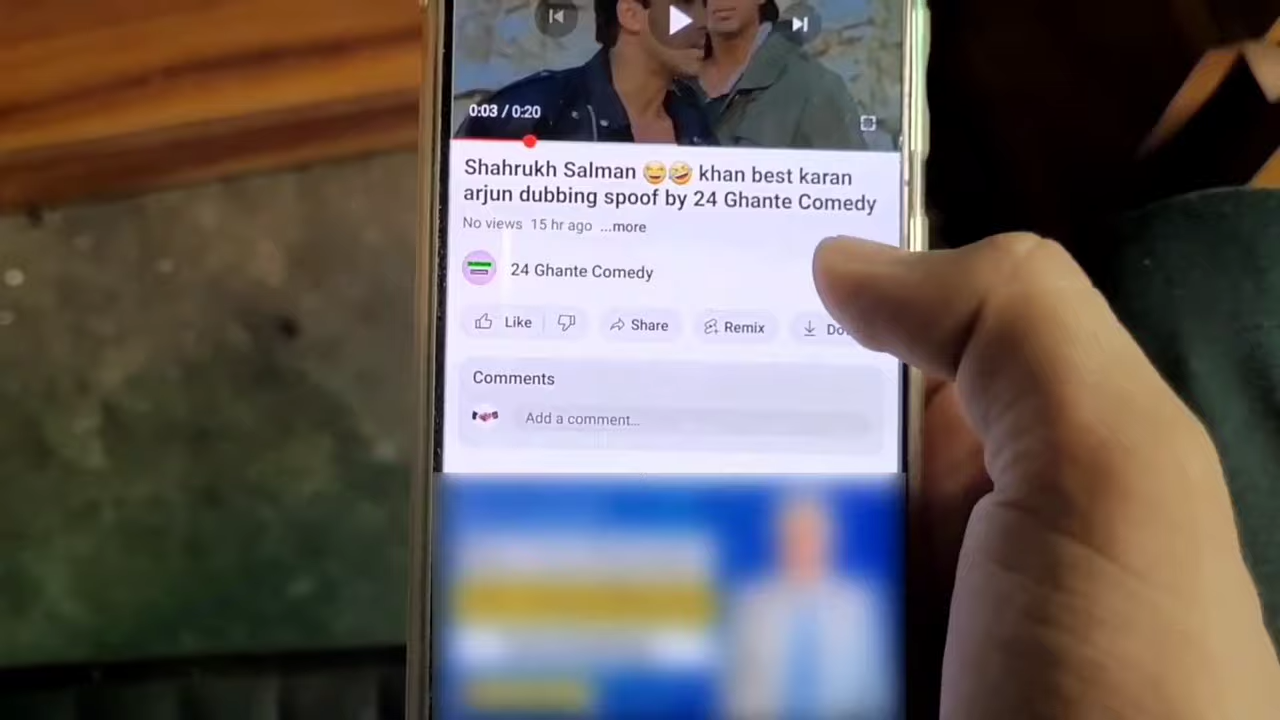 0:03 / 0:20
Shahrukh Salman 😂🤣 khan best karan
arjun dubbing spoof by 24 Ghante Comedy
No views 15 hr ago ...more
24 Ghante Comedy
Like
Share
Remix
Comments
Add a comment...